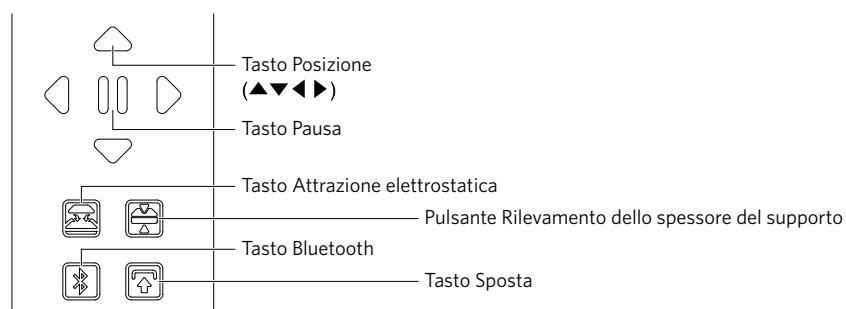 Tasto Posizione
(▲▼◀▶)
Tasto Pausa
Tasto Attrazione elettrostatica
Pulsante Rilevamento dello spessore del supporto
Tasto Bluetooth
Tasto Sposta